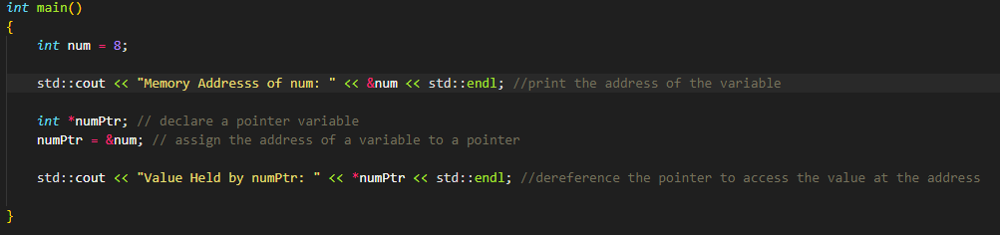 int main()
{
int num = 8;
std::cout << "Memory Addresss of num: " << &num << std::endl; //print the address of the variable
int *numPtr; // declare a pointer variable
numPtr = &num; // assign the address of a variable to a pointer
std::cout << "Value Held by numPtr: " << *numPtr << std::endl; //dereference the pointer to access the value at the address
}